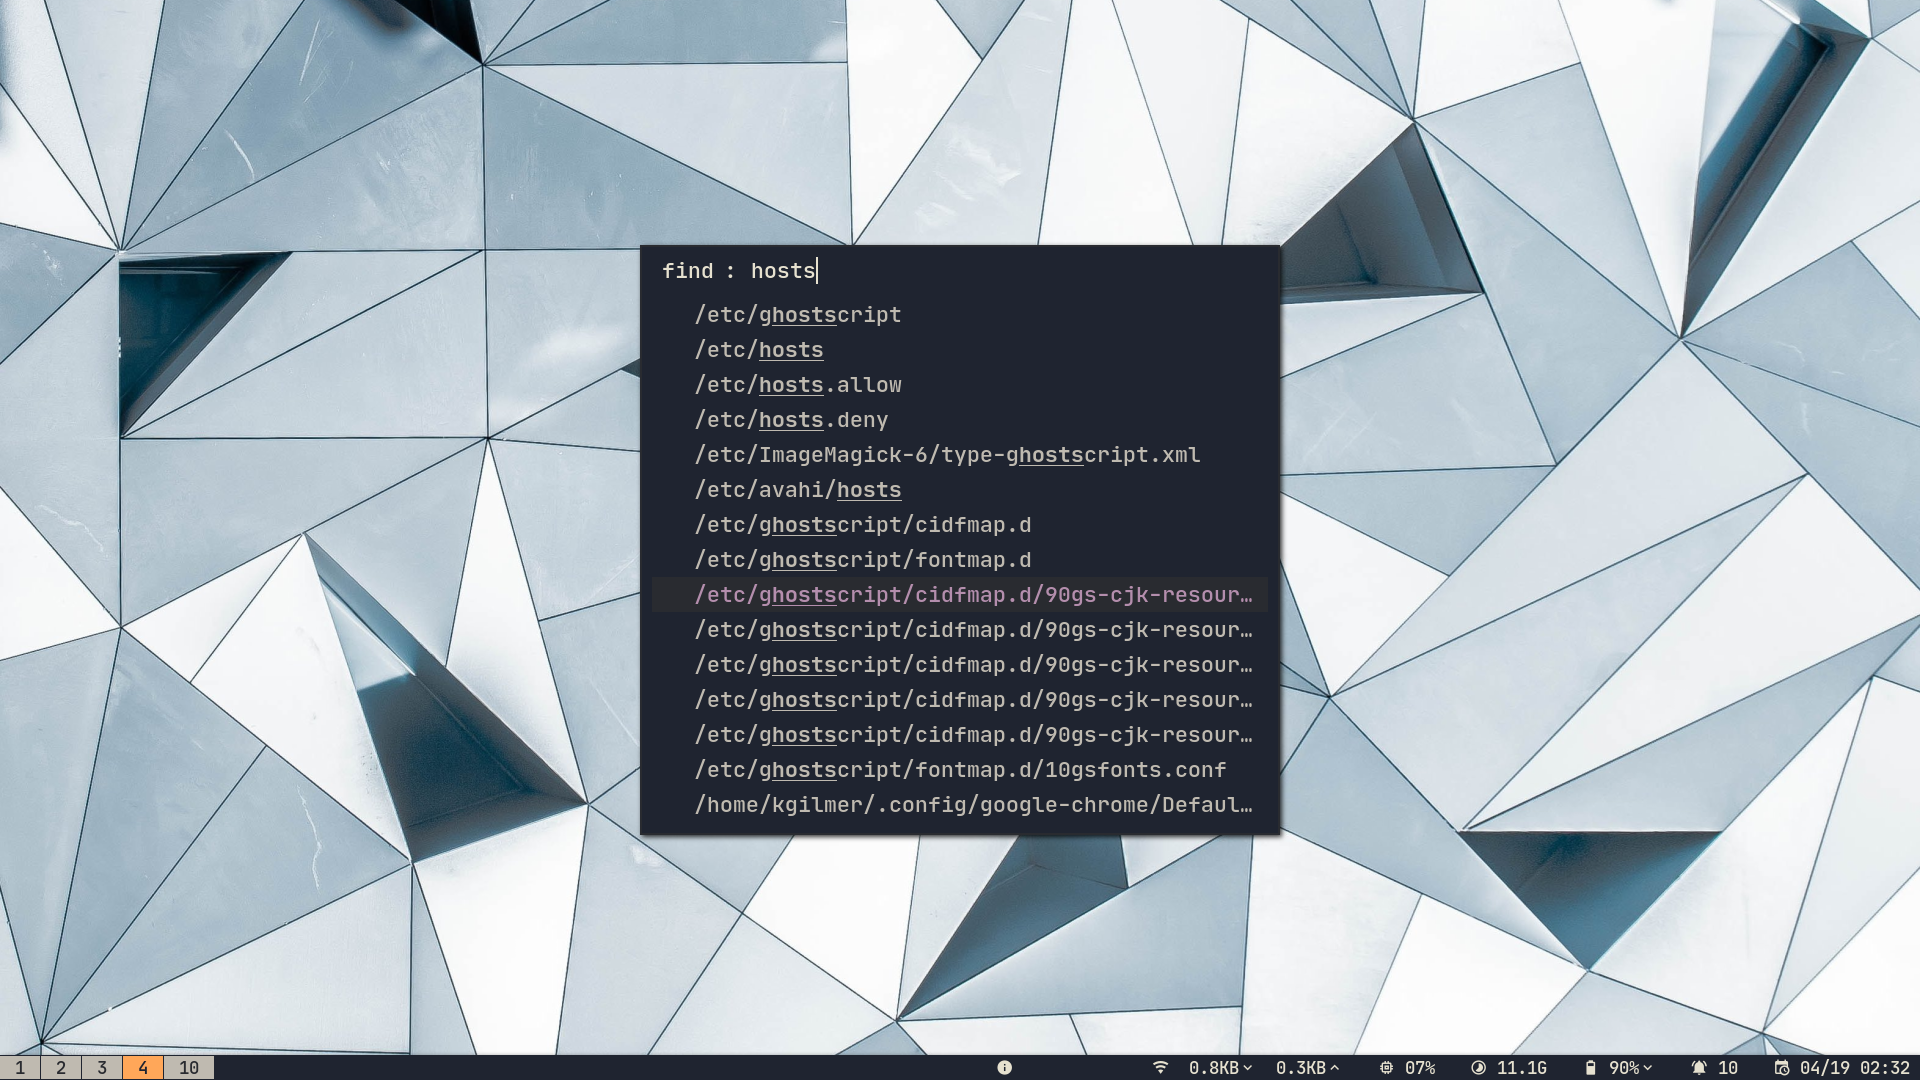 find : hosts
/etc/ghostscript
/etc/hosts
/etc/hosts.allow
/etc/hosts.deny
/etc/ImageMagick-6/type-ghostscript.xml
/etc/avahi/hosts
/etc/ghostscript/cidfmap.d
/etc/ghostscript/fontmap.d
/etc/ghostscript/cidfmap.d/90gs-cjk-resour…
/etc/ghostscript/cidfmap.d/90gs-cjk-resour…
/etc/ghostscript/cidfmap.d/90gs-cjk-resour…
/etc/ghostscript/cidfmap.d/90gs-cjk-resour…
/etc/ghostscript/cidfmap.d/90gs-cjk-resour…
/etc/ghostscript/fontmap.d/10gsfonts.conf
/home/kgilmer/.config/google-chrome/Defaul…
1 2 3 4 10 0.8KB 0.3KB 07% 11.1G 90% 10 04/19 02:32